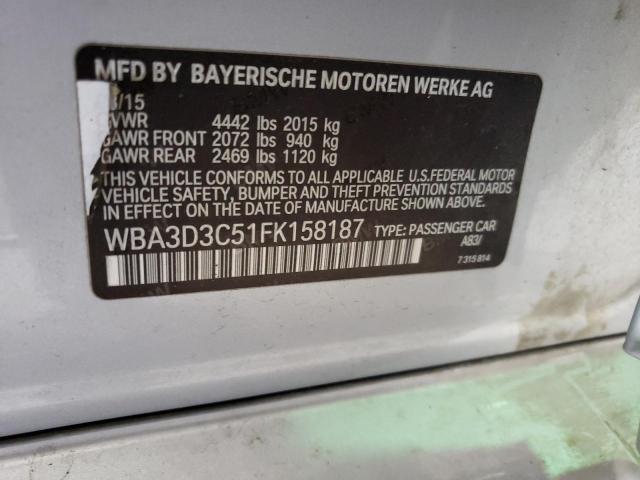 MFD BY BAYERISCHE MOTOREN WERKE AG
/15
GVWR 4442 lbs 2015 kg
GAWR FRONT 2072 lbs 940 kg
GAWR REAR 2469 lbs 1120 kg
THIS VEHICLE CONFORMS TO ALL APPLICABLE U.S.FEDERAL MOTOR
VEHICLE SAFETY, BUMPER AND THEFT PREVENTION STANDARDS
IN EFFECT ON THE DATE OF MANUFACTURE SHOWN ABOVE.
WBA3D3C51FK158187 TYPE: PASSENGER CAR
A83/
7 315 814